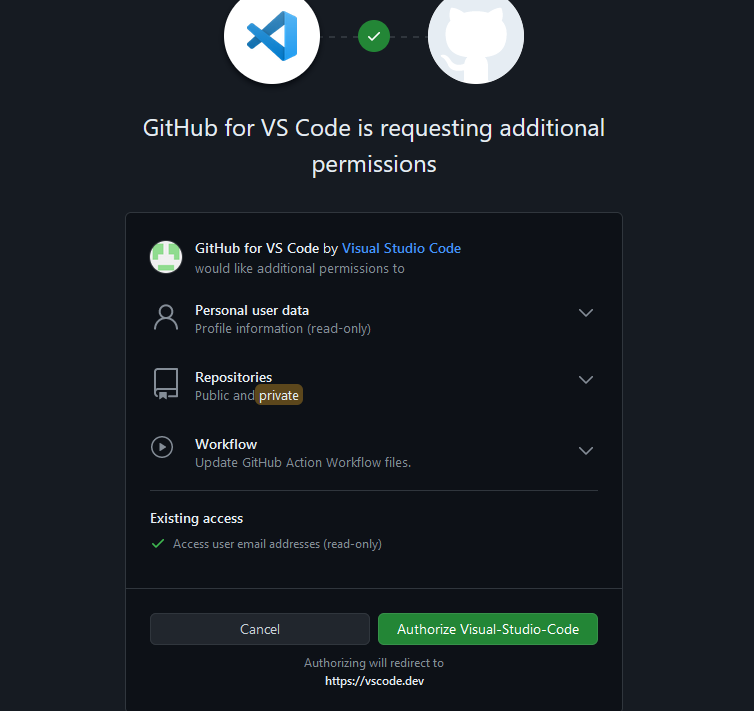 GitHub for VS Code is requesting additional
permissions
GitHub for VS Code by Visual Studio Code
would like additional permissions to
Personal user data
Profile information (read-only)
Repositories
Public and private
Workflow
Update GitHub Action Workflow files.
Existing access
Access user email addresses (read-only)
Cancel
Authorize Visual-Studio-Code
Authorizing will redirect to
https://vscode.dev